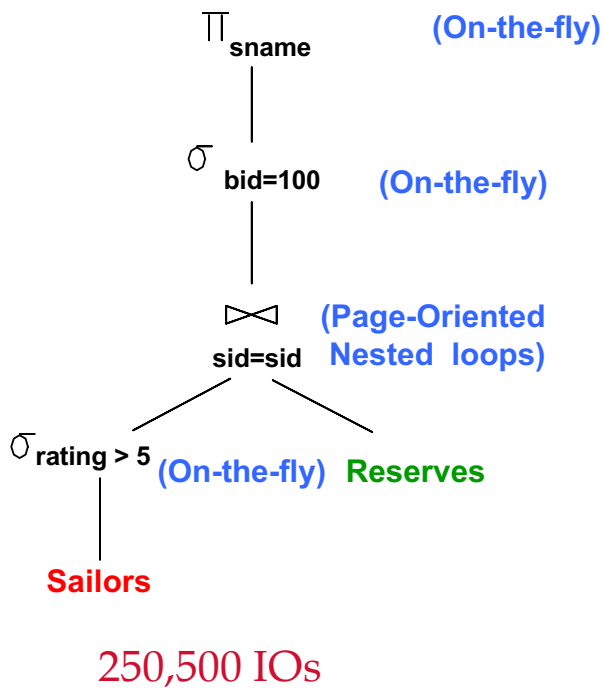 π sname (On-the-fly)
σ bid=100 (On-the-fly)
⋈ (Page-Oriented
sid=sid Nested loops)
σ rating > 5 (On-the-fly) Reserves
Sailors
250,500 IOs